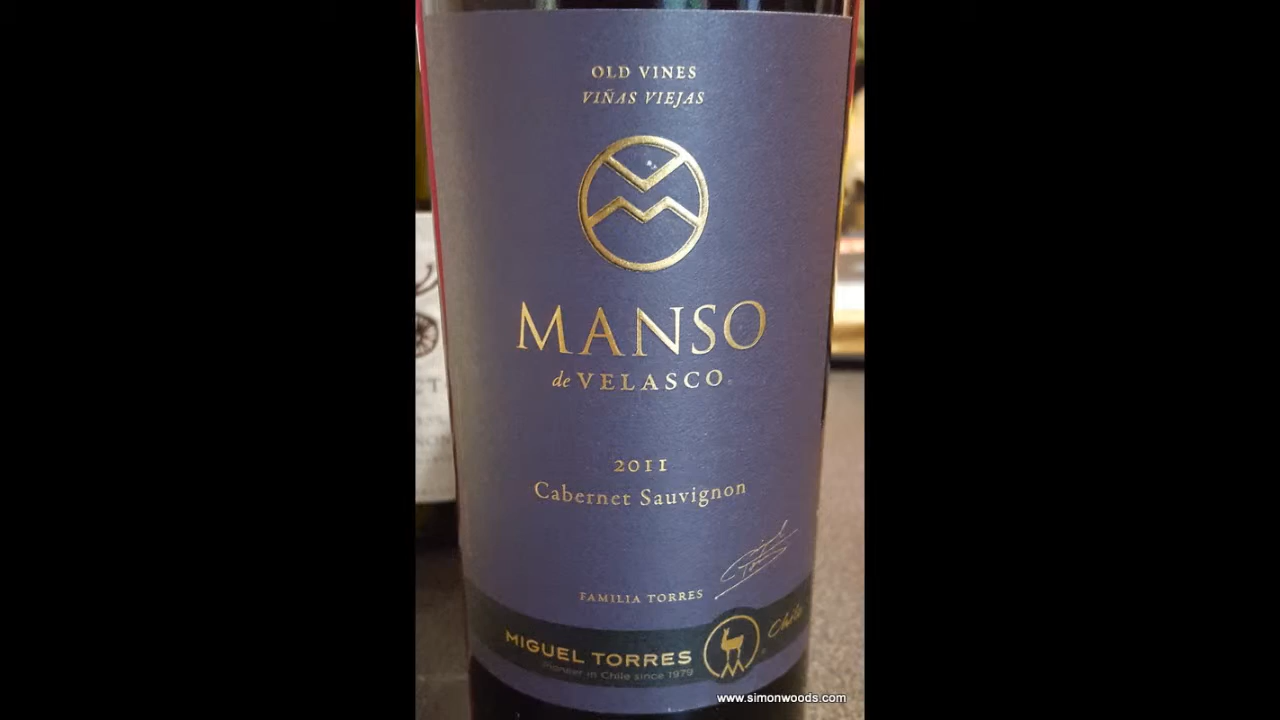 OLD VINES
VIÑAS VIEJAS
MANSO
de VELASCO
2011
Cabernet Sauvignon
FAMILIA TORRES
Chile
MIGUEL TORRES
Pioneer in Chile since 1979
www.simonwoods.com